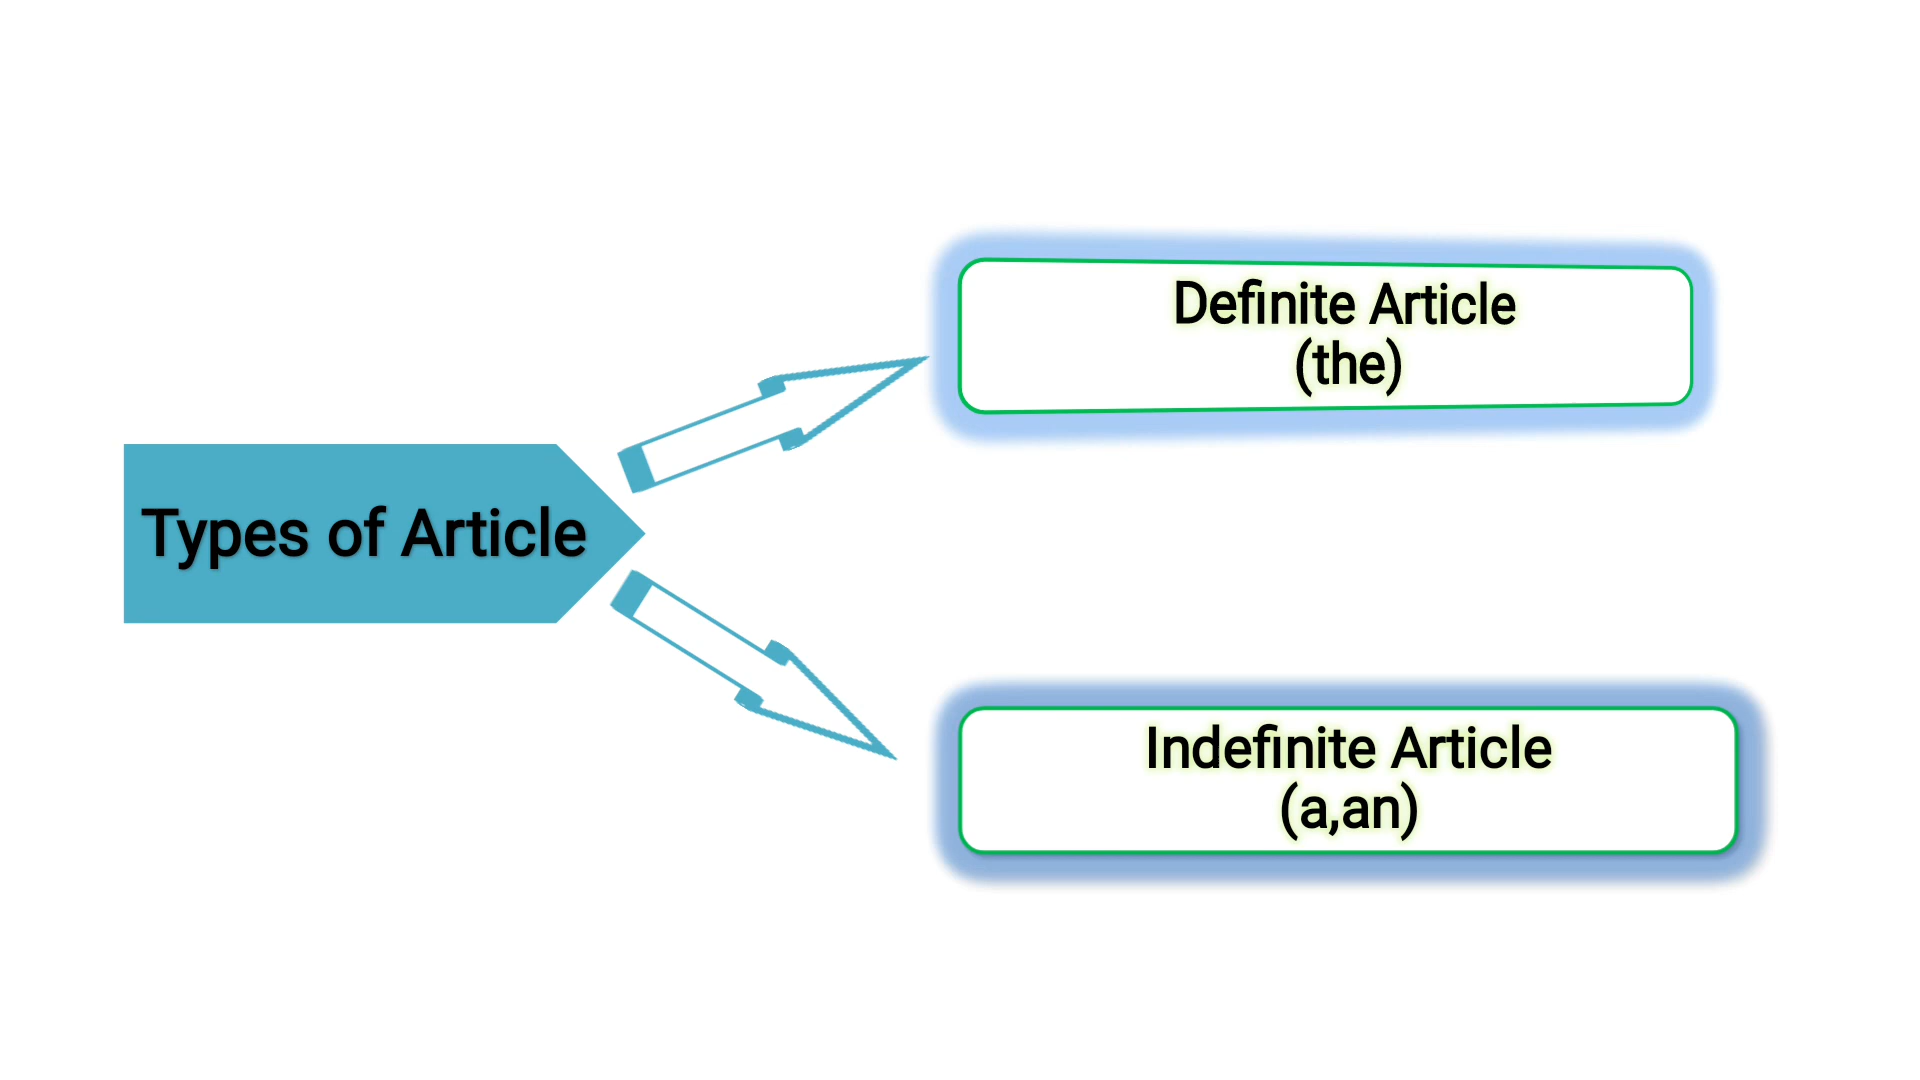 Types of Article
Definite Article
(the)
Indefinite Article
(a,an)